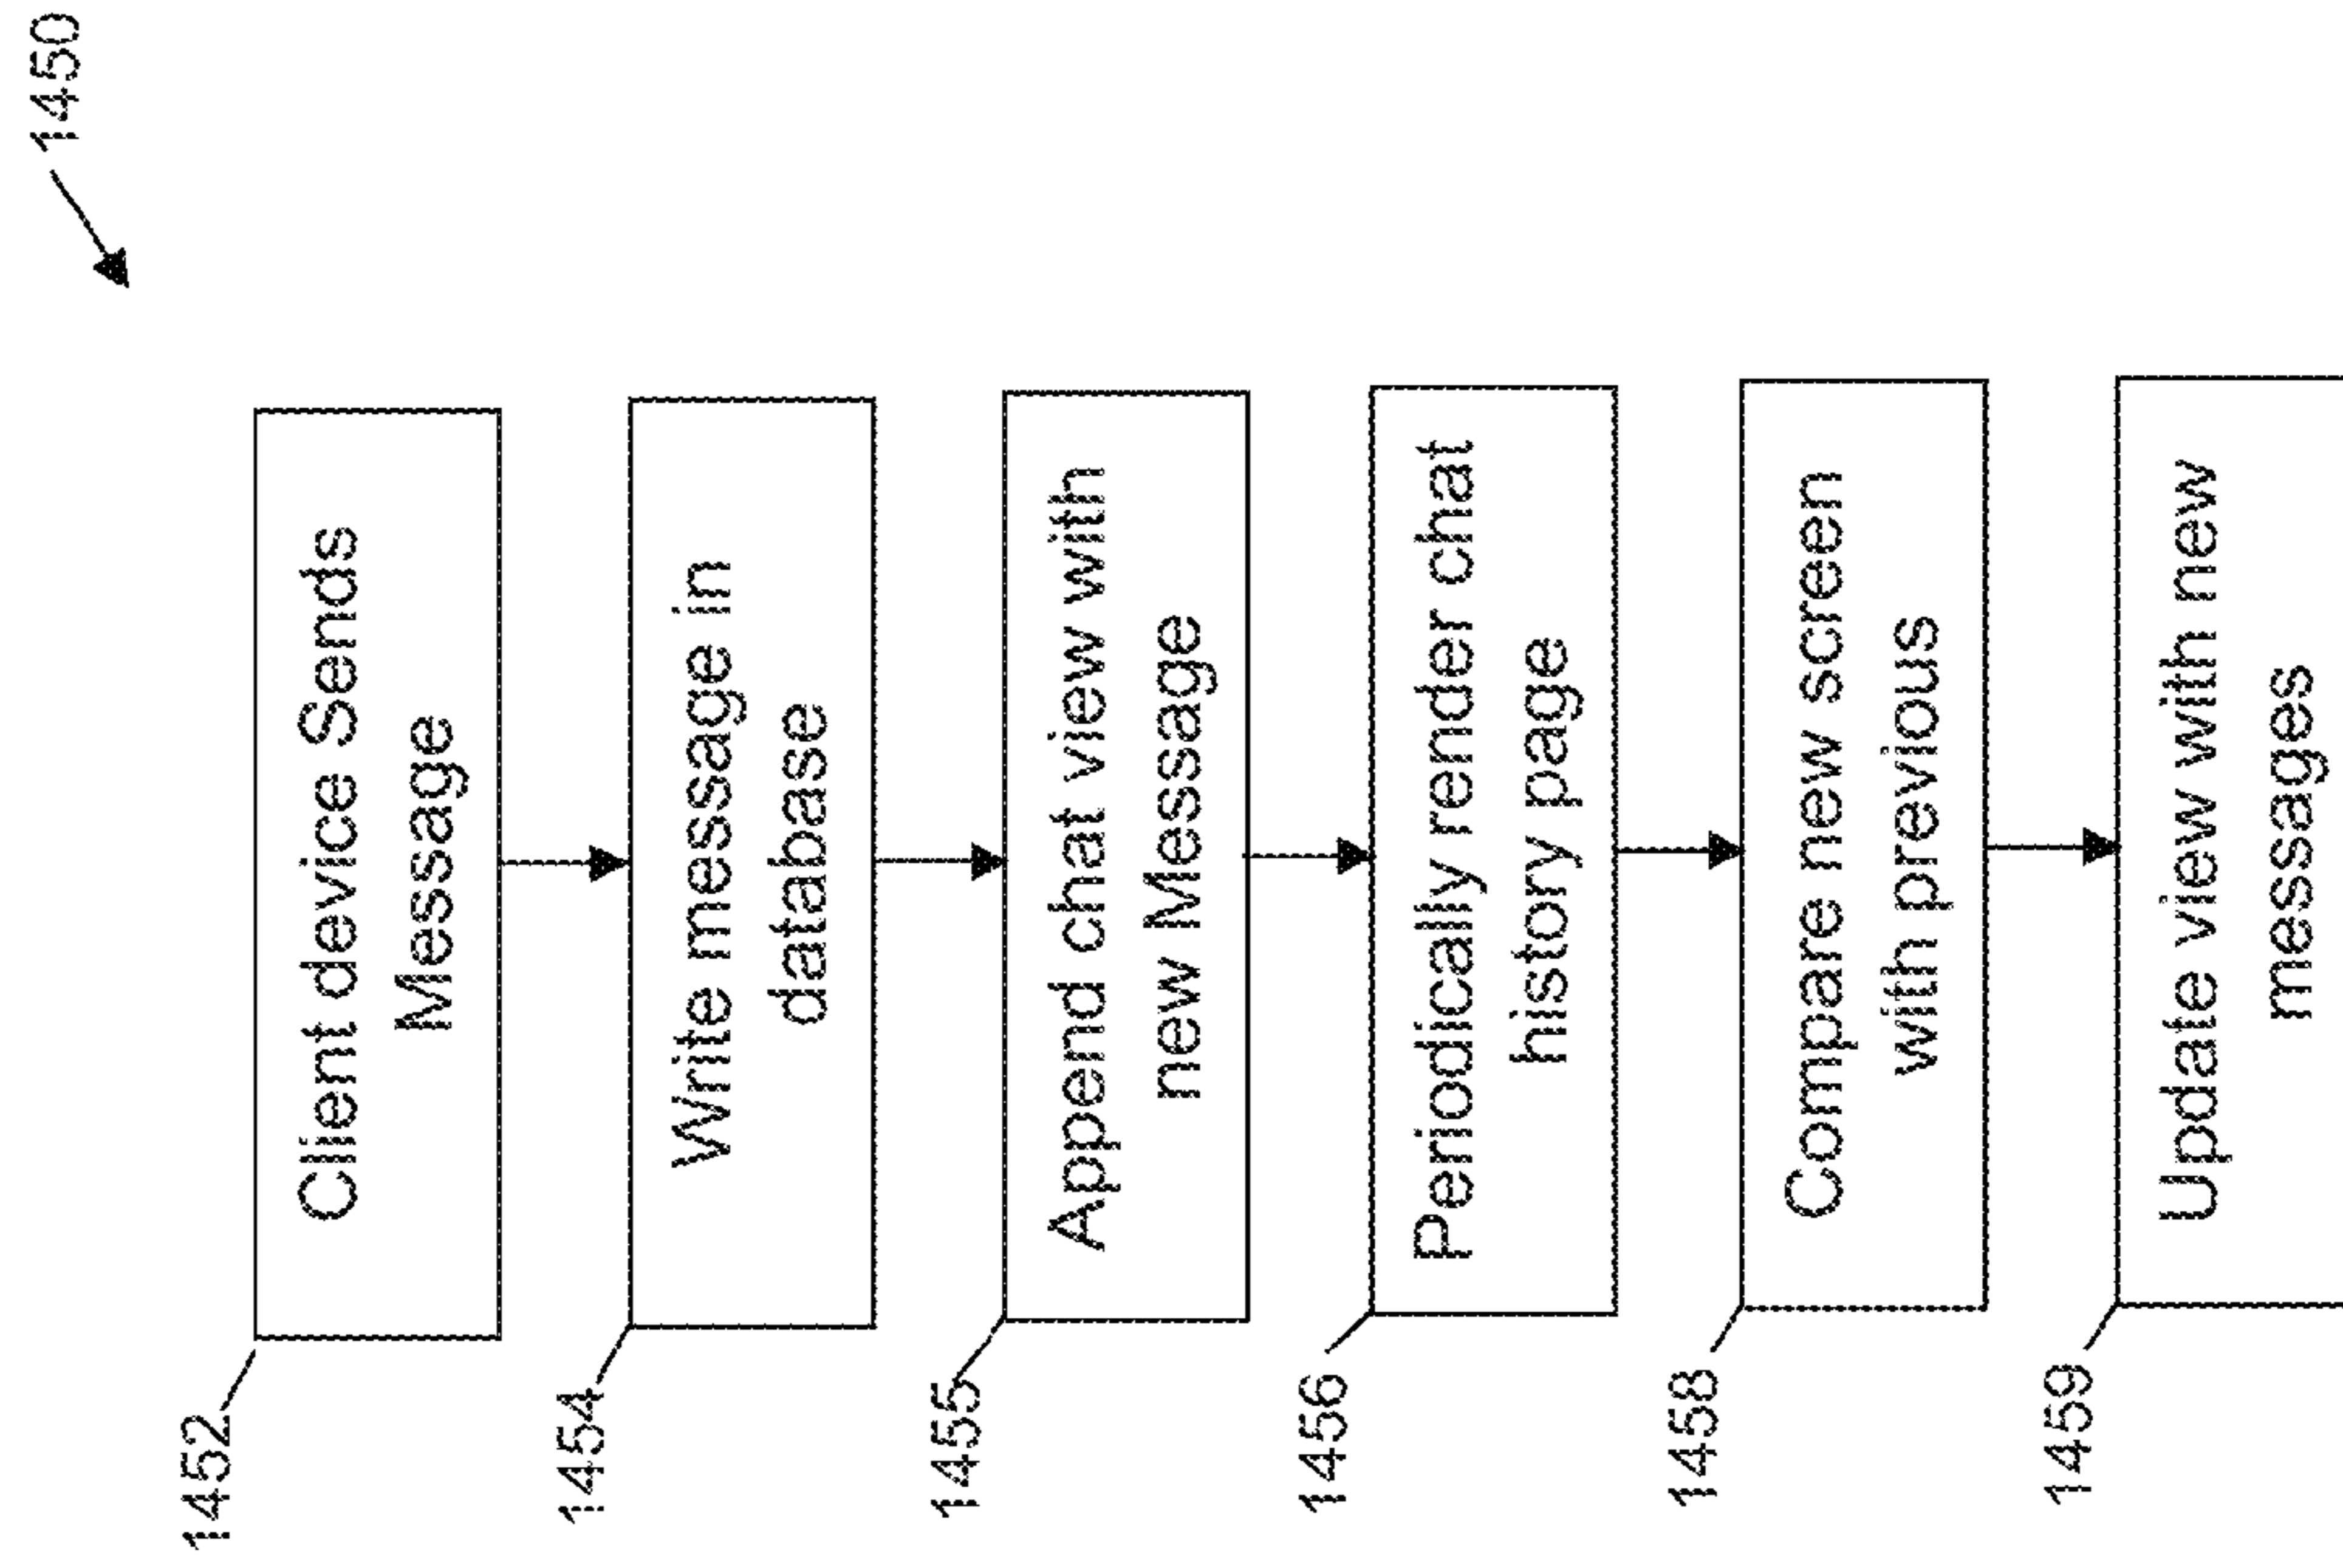 1450
1452
Client device Sends
Message
1454
Write message in
database
1455
Append chat view with
new Message
1456
Periodically render chat
history page
1458
Compare new screen
with previous
1459
Update view with new
messages